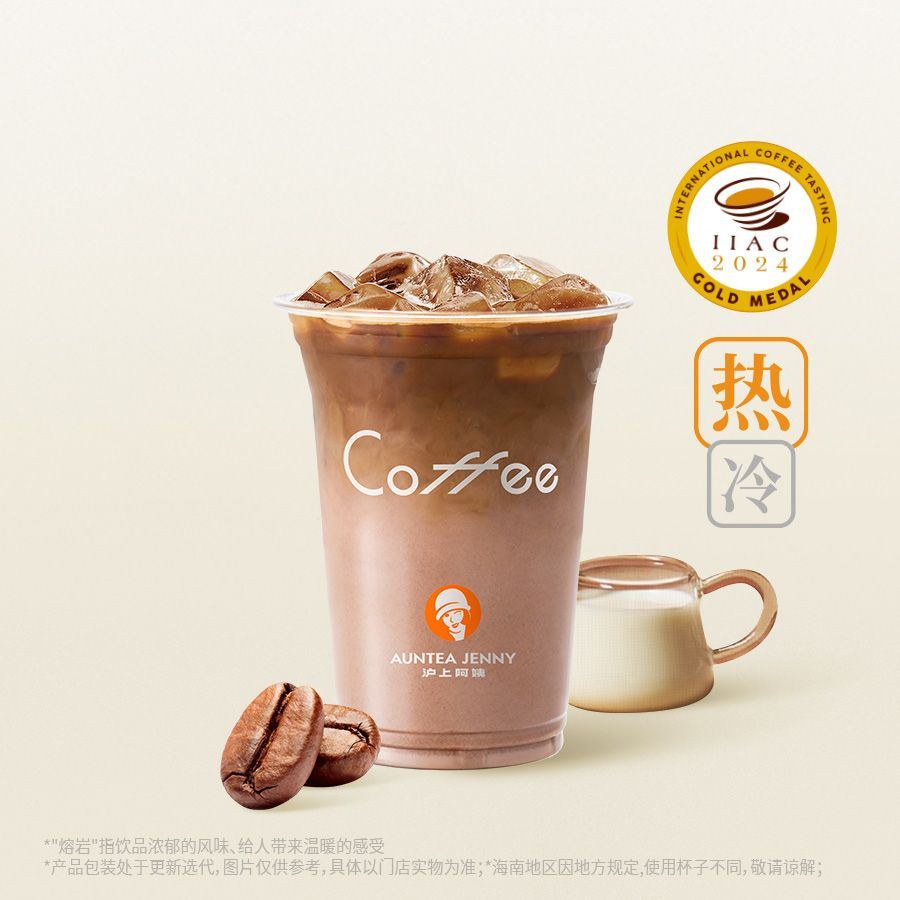 INTERNATIONAL COFFEE TASTING
IIAC
2024
GOLD MEDAL
热
冷
Coffee
AUNTEA JENNY
沪上阿姨
*"熔岩"指饮品浓郁的风味、给人带来温暖的感受
*产品包装处于更新选代，图片仅供参考，具体以门店实物为准；*海南地区因地方规定,使用杯子不同，敬请谅解；